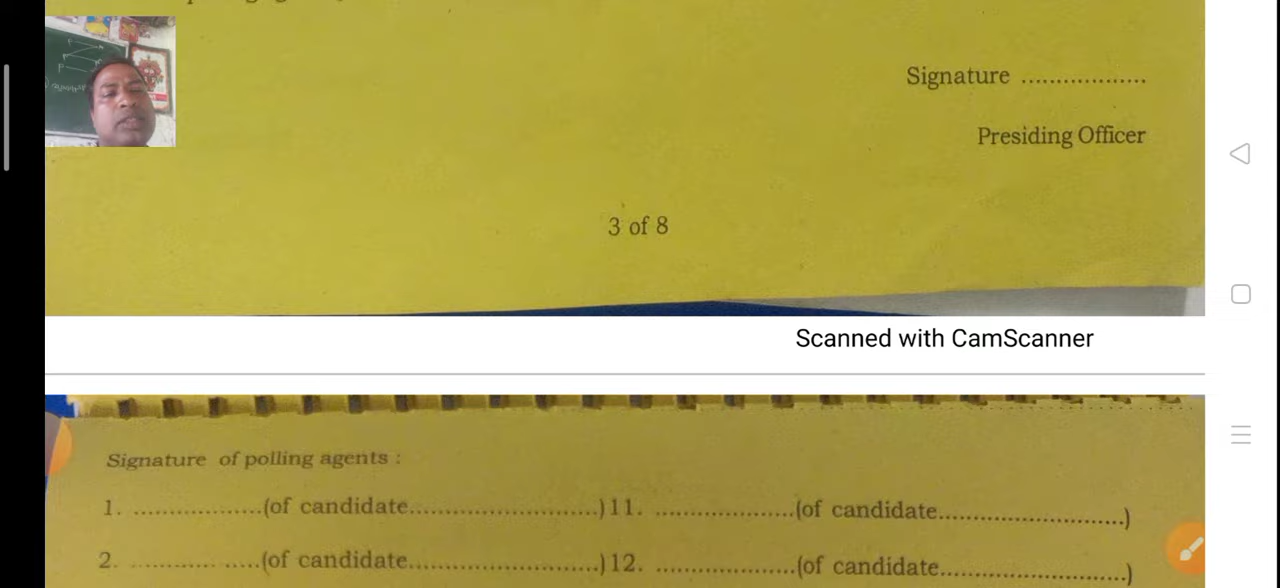 Signature ...................
Presiding Officer
3 of 8
Scanned with CamScanner
Signature of polling agents :
1. ...................(of candidate............................) 11. .....................(of candidate............................)
2. ............ ......(of candidate............................) 12. .....................(of candidate............................)